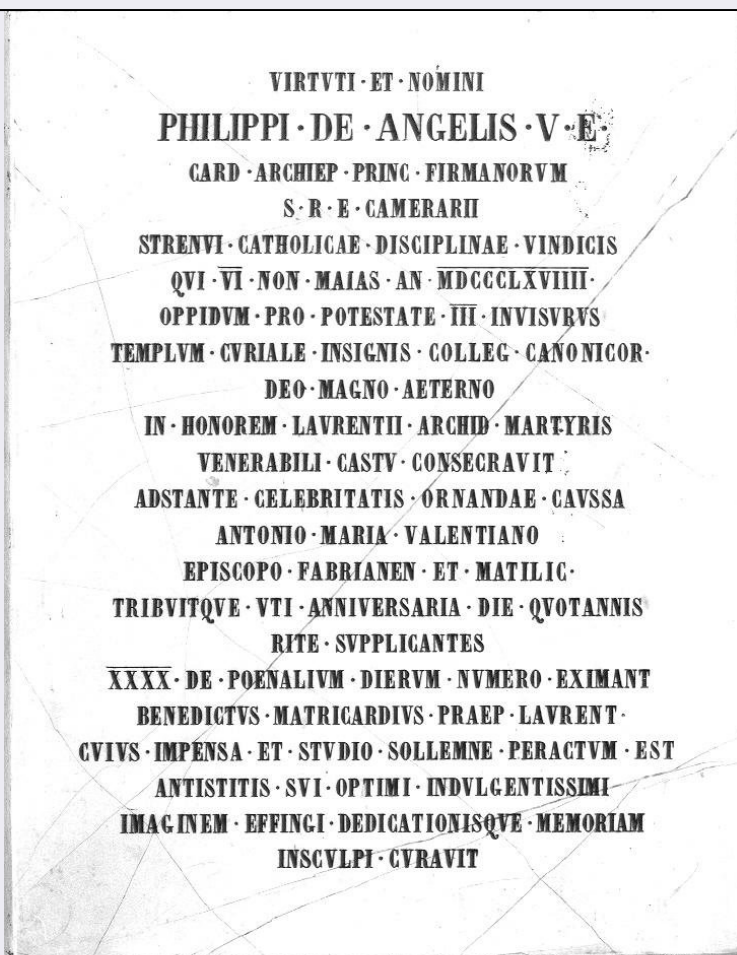 VIRTVTI · ET · NOMINI
PHILIPPI · DE · ANGELIS · V · E ·
CARD · ARCHIEP · PRINC · FIRMANORVM
S · R · E · CAMERARII
STRENVI · CATHOLICAE · DISCIPLINAE · VINDICIS
QVI · V̅I̅ · NON · MAIAS · AN · M̅D̅C̅C̅C̅L̅X̅V̅I̅I̅I̅I̅ ·
OPPIDVM · PRO · POTESTATE · I̅I̅I̅ · INVISVRVS
TEMPLVM · CVRIALE · INSIGNIS · COLLEG · CANONICOR ·
DEO · MAGNO · AETERNO
IN · HONOREM · LAVRENTII · ARCHID · MARTYRIS
VENERABILI · CASTV · CONSECRAVIT
ADSTANTE · CELEBRITATIS · ORNANDAE · CAVSSA
ANTONIO · MARIA · VALENTIANO
EPISCOPO · FABRIANEN · ET · MATILIC ·
TRIBVITQVE · VTI · ANNIVERSARIA · DIE · QVOTANNIS
RITE · SVPPLICANTES
X̅X̅X̅X̅ · DE · POENALIVM · DIERVM · NVMERO · EXIMANT
BENEDICTVS · MATRICARDIVS · PRAEP · LAVRENT ·
CVIVS · IMPENSA · ET · STVDIO · SOLLEMNE · PERACTVM · EST
ANTISTITIS · SVI · OPTIMI · INDVLGENTISSIMI
IMAGINEM · EFFINGI · DEDICATIONISQVE · MEMORIAM
INSCVLPI · CVRAVIT